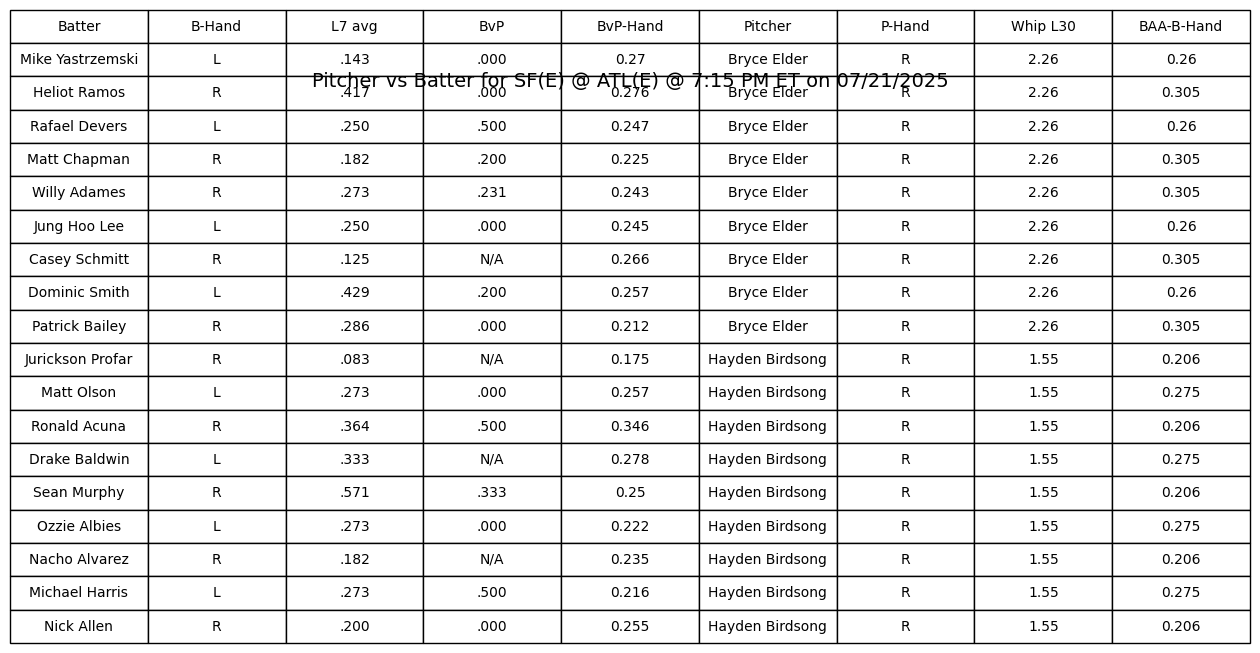 Batter B-Hand L7 avg BvP BvP-Hand Pitcher P-Hand Whip L30 BAA-B-Hand
Mike Yastrzemski L .143 .000 0.27 Bryce Elder R 2.26 0.26
Pitcher vs Batter for SF(E) @ ATL(E) @ 7:15 PM ET on 07/21/2025
Heliot Ramos R .417 .000 0.276 Bryce Elder R 2.26 0.305
Rafael Devers L .250 .500 0.247 Bryce Elder R 2.26 0.26
Matt Chapman R .182 .200 0.225 Bryce Elder R 2.26 0.305
Willy Adames R .273 .231 0.243 Bryce Elder R 2.26 0.305
Jung Hoo Lee L .250 .000 0.245 Bryce Elder R 2.26 0.26
Casey Schmitt R .125 N/A 0.266 Bryce Elder R 2.26 0.305
Dominic Smith L .429 .200 0.257 Bryce Elder R 2.26 0.26
Patrick Bailey R .286 .000 0.212 Bryce Elder R 2.26 0.305
Jurickson Profar R .083 N/A 0.175 Hayden Birdsong R 1.55 0.206
Matt Olson L .273 .000 0.257 Hayden Birdsong R 1.55 0.275
Ronald Acuna R .364 .500 0.346 Hayden Birdsong R 1.55 0.206
Drake Baldwin L .333 N/A 0.278 Hayden Birdsong R 1.55 0.275
Sean Murphy R .571 .333 0.25 Hayden Birdsong R 1.55 0.206
Ozzie Albies L .273 .000 0.222 Hayden Birdsong R 1.55 0.275
Nacho Alvarez R .182 N/A 0.235 Hayden Birdsong R 1.55 0.206
Michael Harris L .273 .500 0.216 Hayden Birdsong R 1.55 0.275
Nick Allen R .200 .000 0.255 Hayden Birdsong R 1.55 0.206